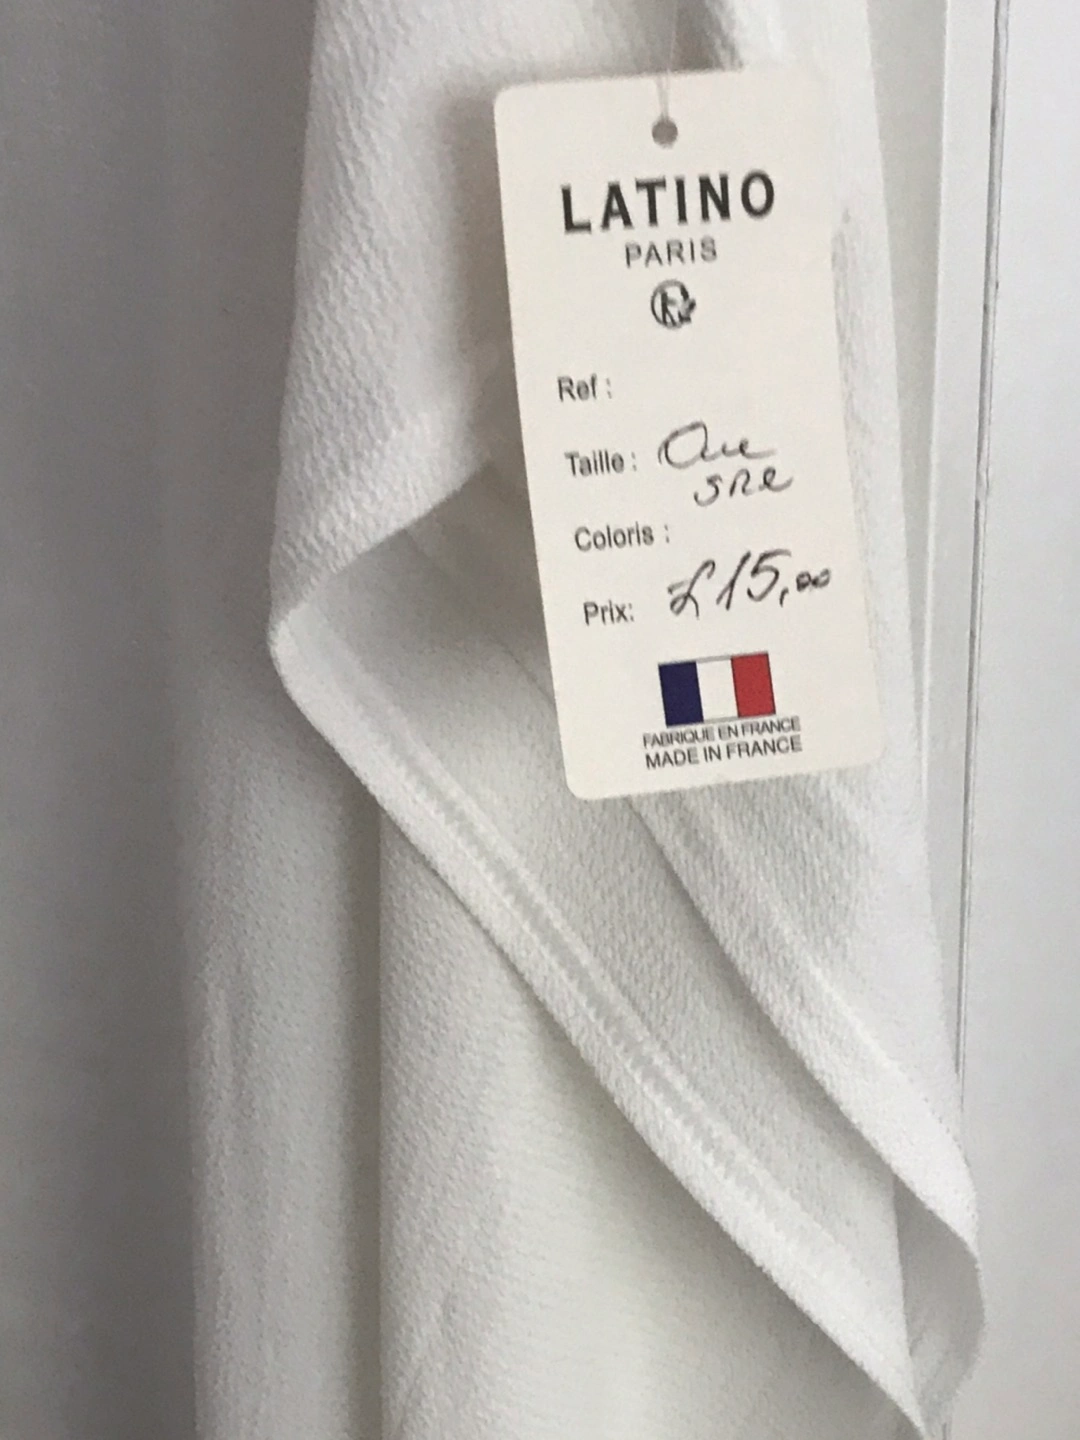 LATINO
PARIS
Ref :
Taille : One
size
Coloris :
Prix: £15,00
FABRIQUE EN FRANCE
MADE IN FRANCE